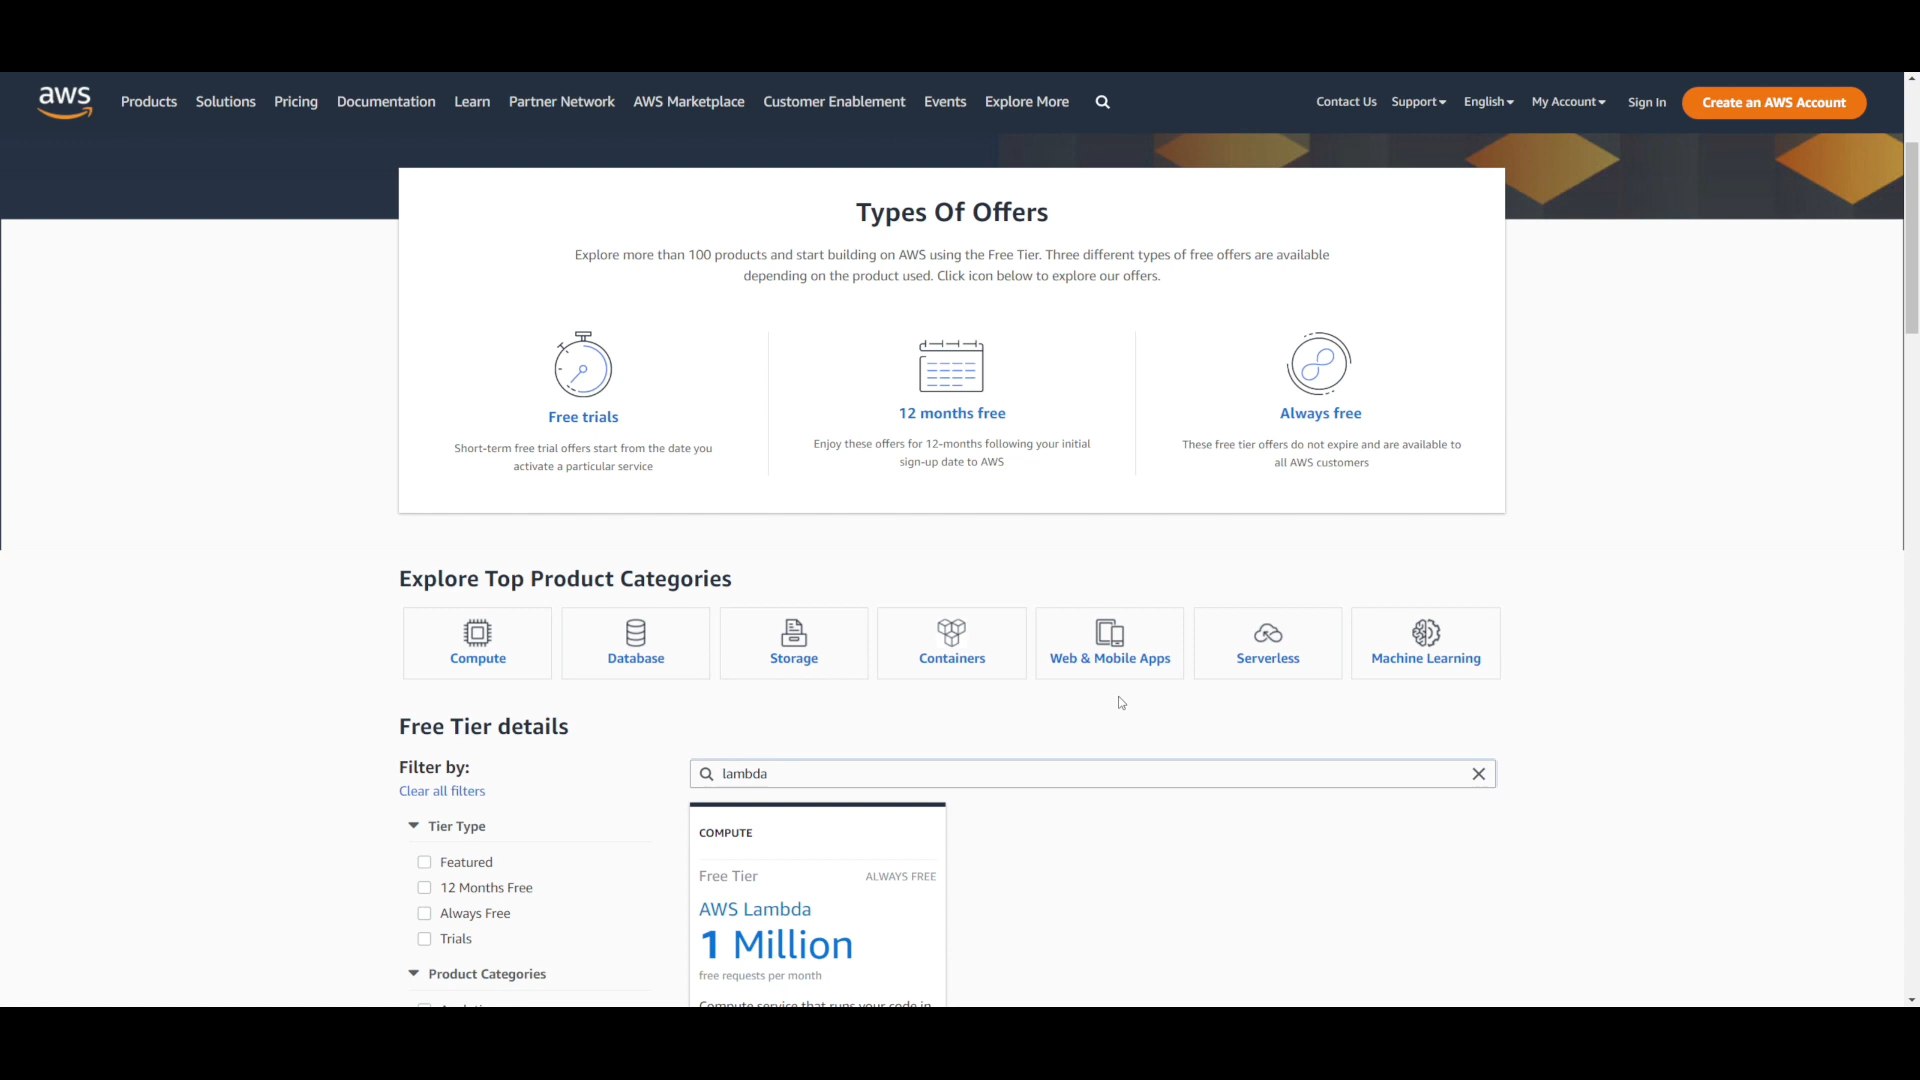 aws
Products Solutions Pricing Documentation Learn Partner Network AWS Marketplace Customer Enablement Events Explore More
Contact Us Support English My Account Sign In Create an AWS Account
Types Of Offers
Explore more than 100 products and start building on AWS using the Free Tier. Three different types of free offers are available
depending on the product used. Click icon below to explore our offers.
Free trials
Short-term free trial offers start from the date you
activate a particular service
12 months free
Enjoy these offers for 12-months following your initial
sign-up date to AWS
Always free
These free tier offers do not expire and are available to
all AWS customers
Explore Top Product Categories
Compute
Database
Storage
Containers
Web & Mobile Apps
Serverless
Machine Learning
Free Tier details
Filter by:
Clear all filters
Tier Type
Featured
12 Months Free
Always Free
Trials
Product Categories
lambda
COMPUTE
Free Tier ALWAYS FREE
AWS Lambda
1 Million
free requests per month
Compute service that runs your code in